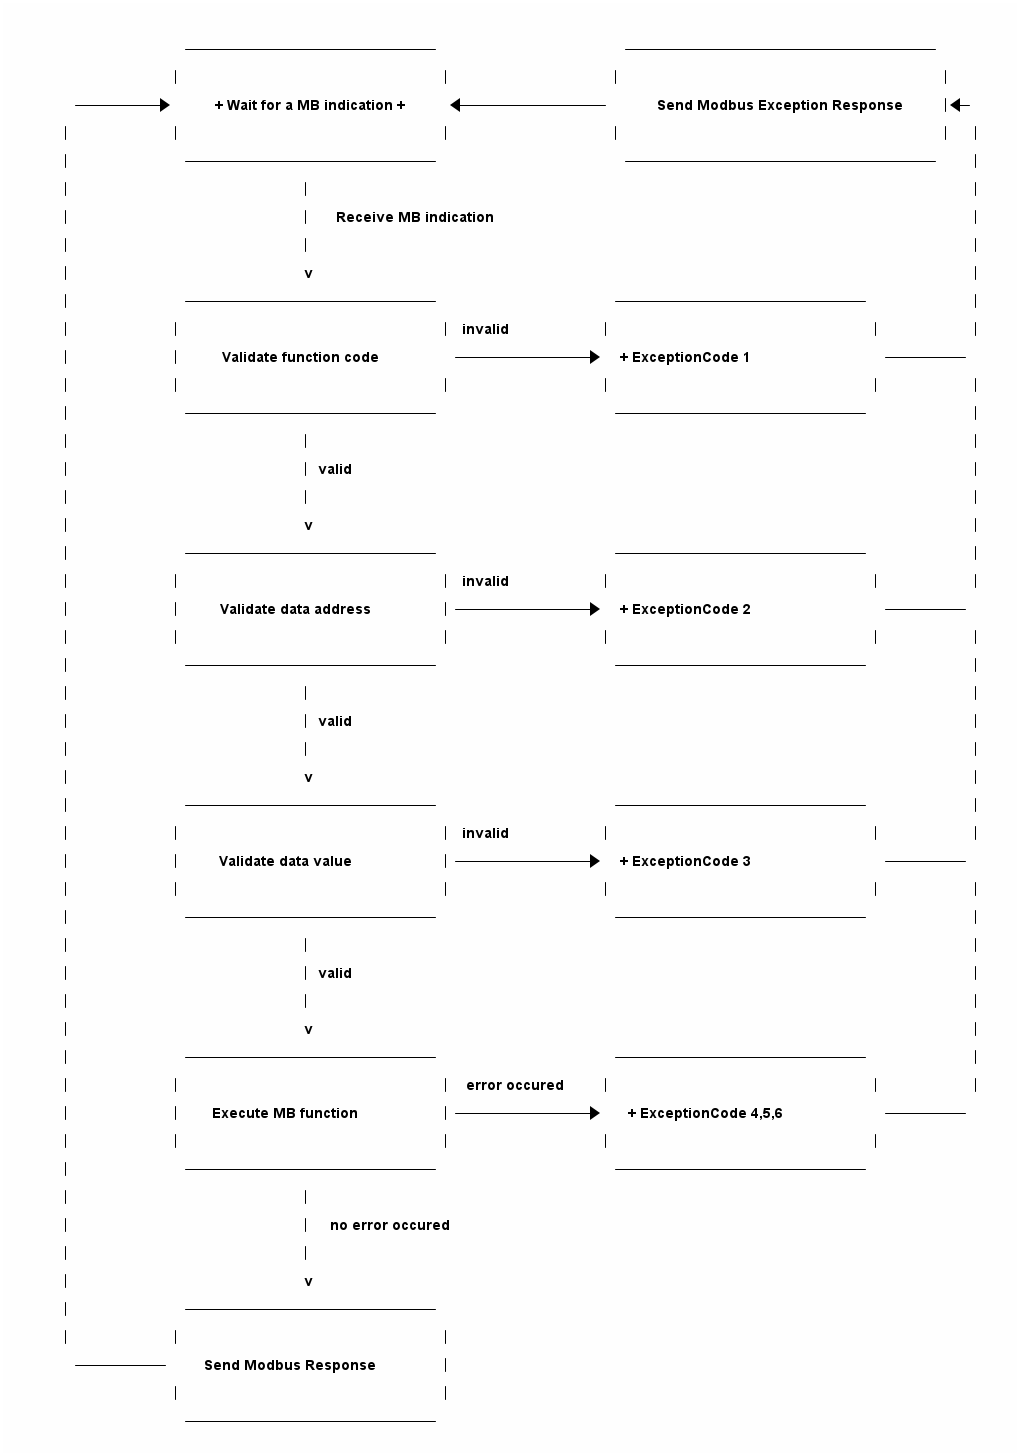 + Wait for a MB indication +
Send Modbus Exception Response
Receive MB indication
v
invalid
Validate function code
+ ExceptionCode 1
valid
v
invalid
Validate data address
+ ExceptionCode 2
valid
v
invalid
Validate data value
+ ExceptionCode 3
valid
v
error occured
Execute MB function
+ ExceptionCode 4,5,6
no error occured
v
Send Modbus Response